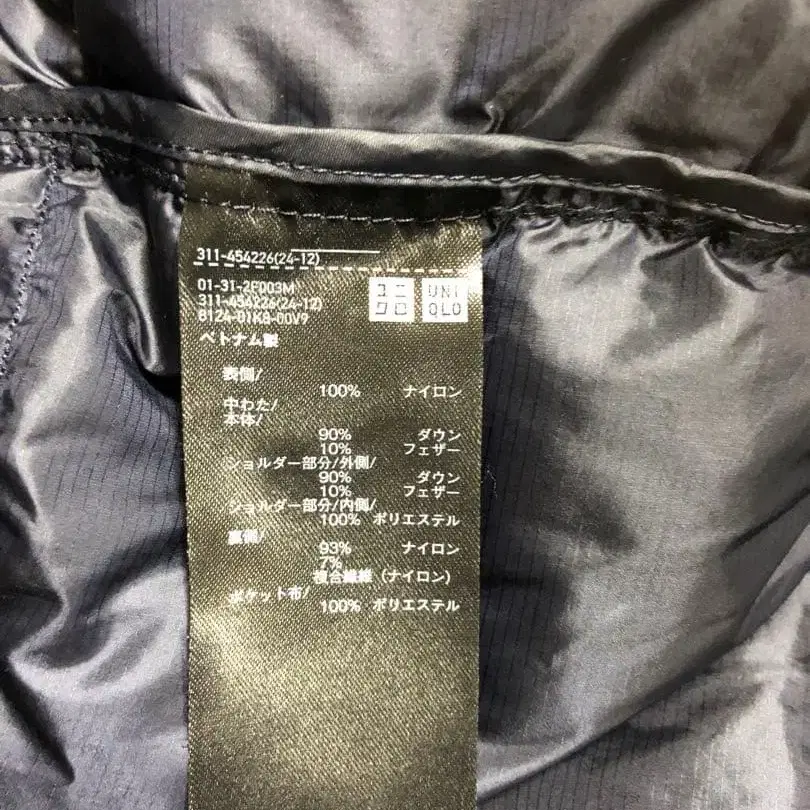 311-454226(24-12)
01-31-2F003M
311-454226(24-12)
8124-01K8-00V9
ユニ
クロ
UNI
QLO
ベトナム製
表側/
100% ナイロン
中わた/
本体/
90% ダウン
10% フェザー
ショルダー部分/外側/
90% ダウン
10% フェザー
ショルダー部分/内側/
100% ポリエステル
裏側/
93% ナイロン
7%
複合繊維 (ナイロン)
ポケット布/
100% ポリエステル